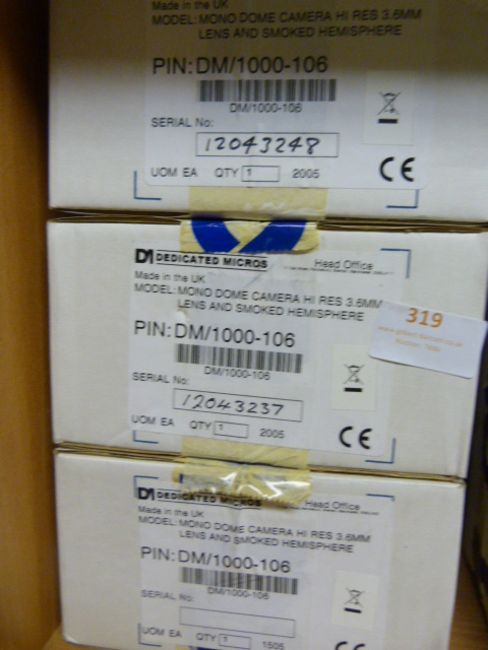 Made in the UK
MODEL: MONO DOME CAMERA HI RES 3.6MM
LENS AND SMOKED HEMISPHERE
PIN: DM/1000-106
DM/1000-106
SERIAL No:
12043248
UOM EA QTY 1 2005
CE
DM DEDICATED MICROS Head Office
Made in the UK
MODEL: MONO DOME CAMERA HI RES 3.6MM
LENS AND SMOKED HEMISPHERE
319
PIN: DM/1000-106
DM/1000-106
SERIAL No:
12043237
UOM EA QTY 1 2005
CE
DM DEDICATED MICROS Head Office
Made in the UK
MODEL: MONO DOME CAMERA HI RES 3.6MM
LENS AND SMOKED HEMISPHERE
PIN: DM/1000-106
DM/1000-106
SERIAL No:
UOM EA QTY 1 1505
CE